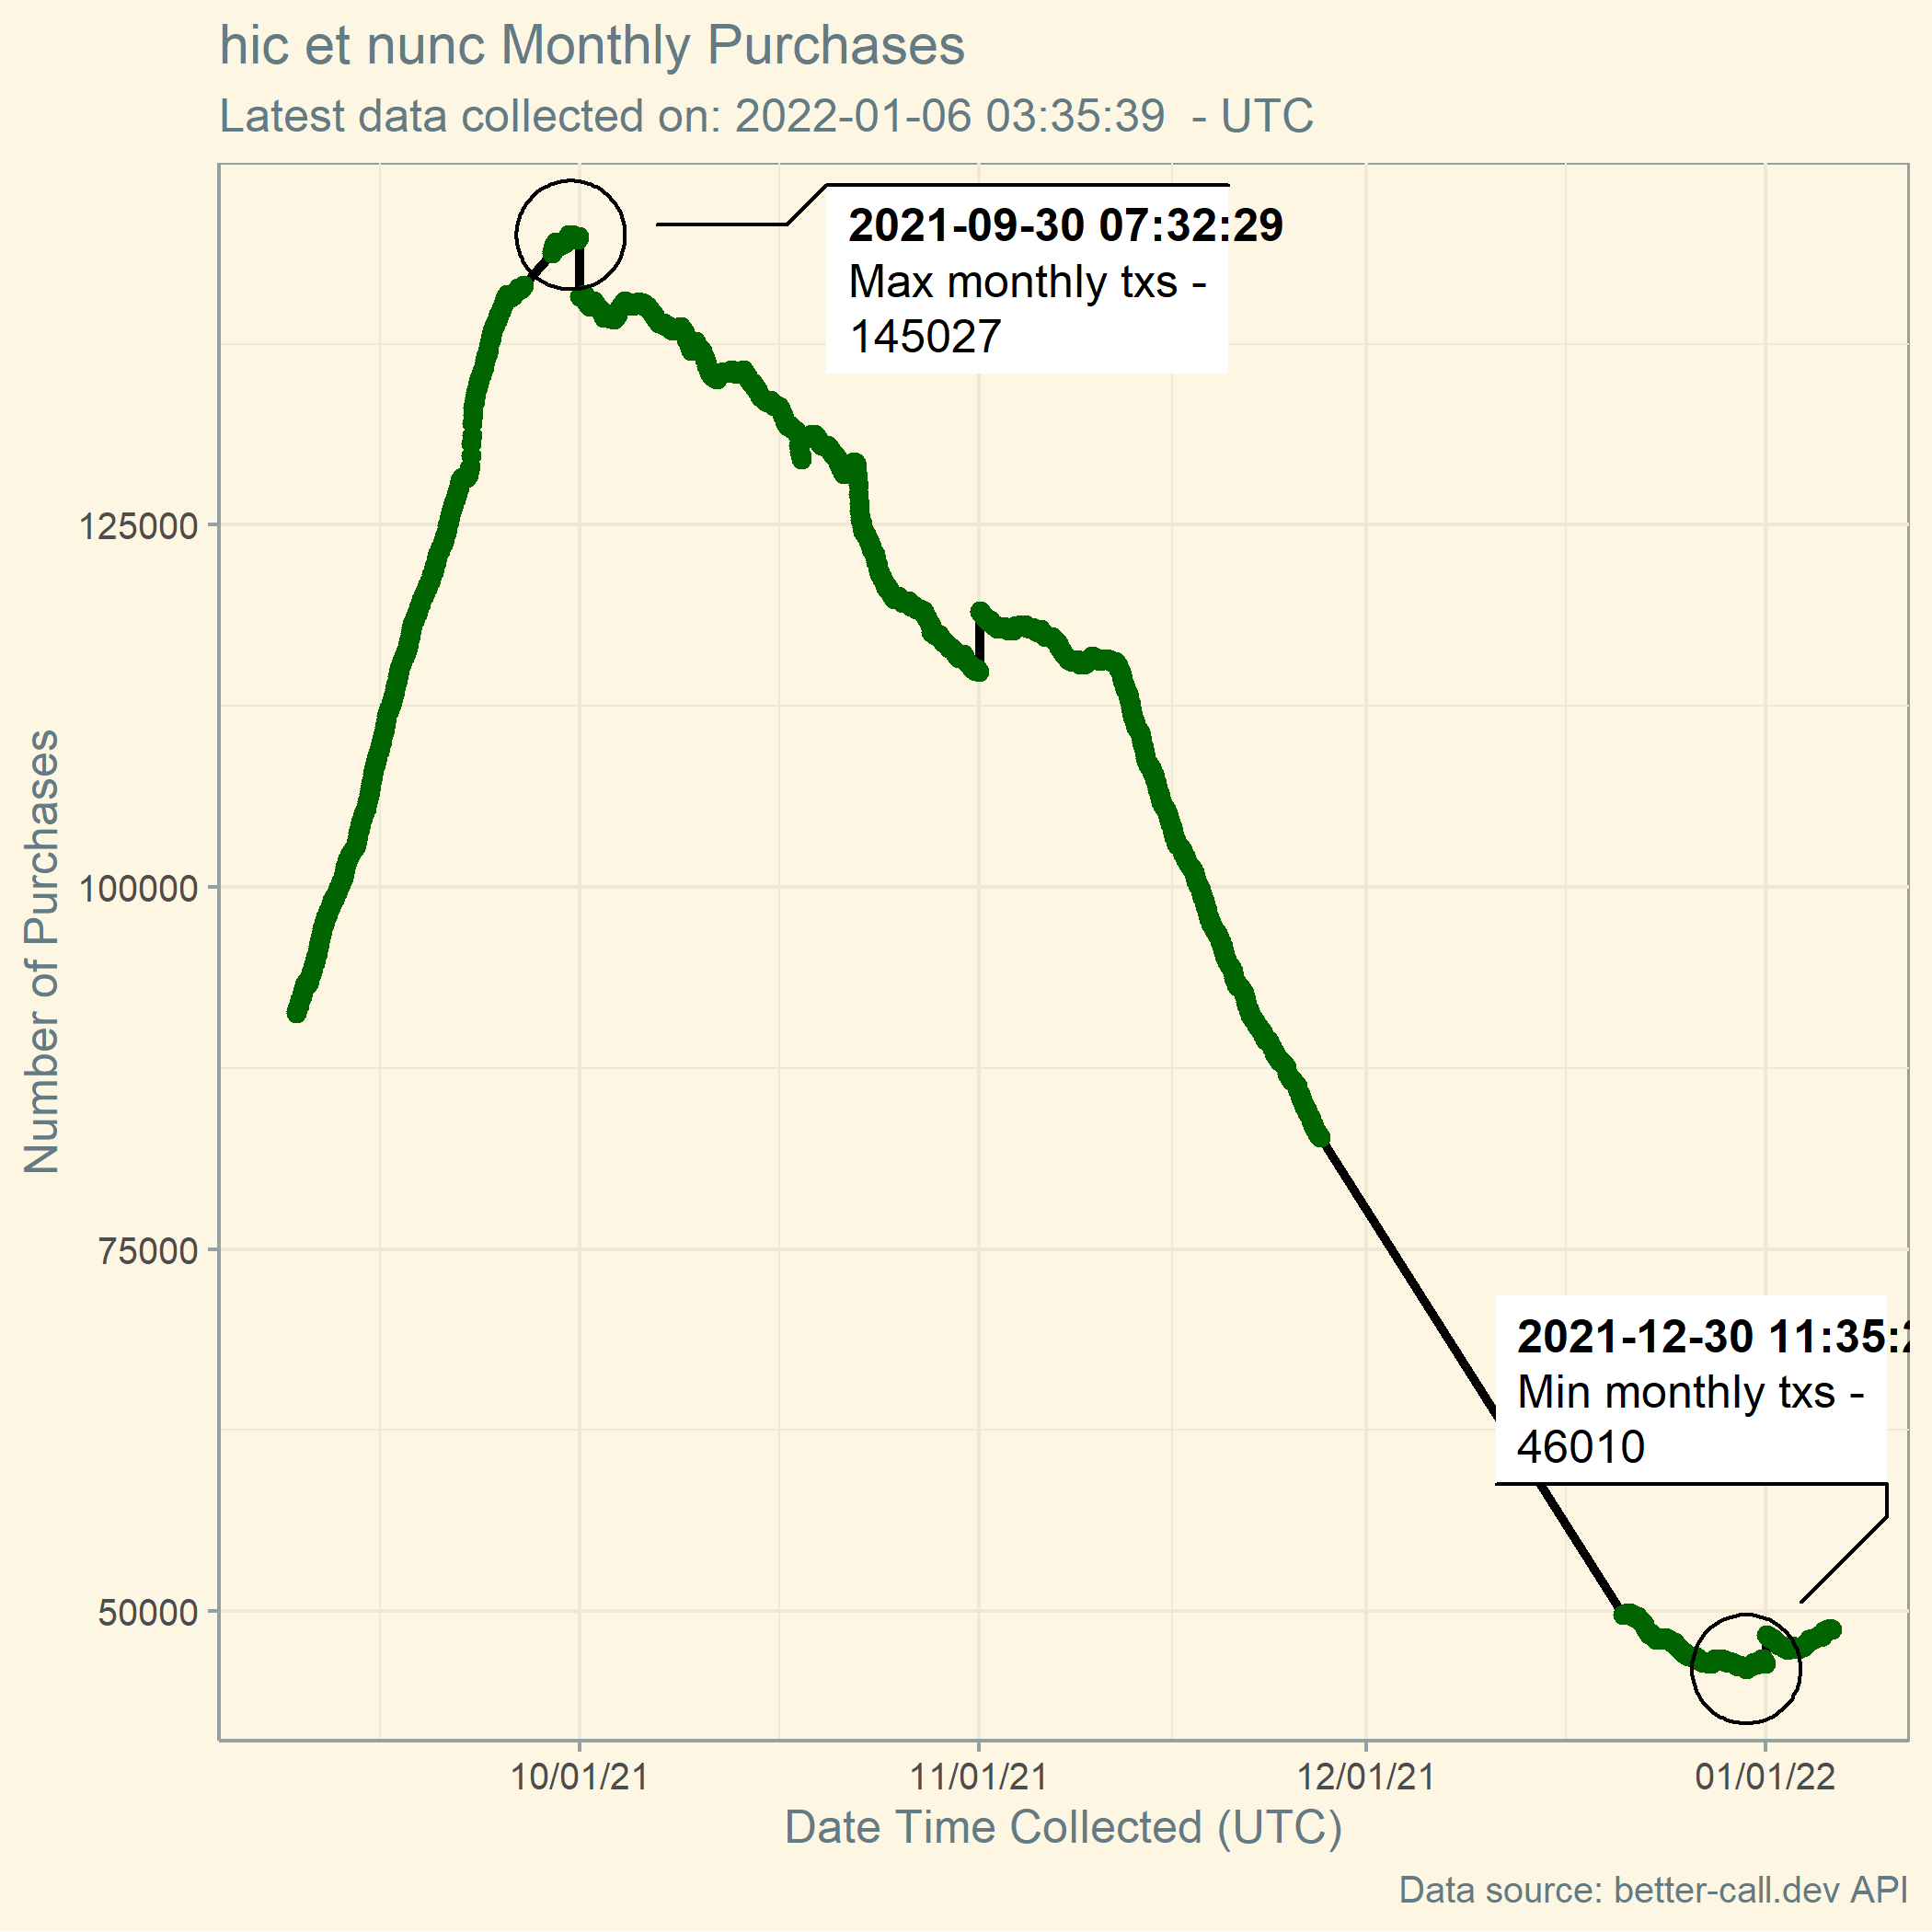 hic et nunc Monthly Purchases
Latest data collected on: 2022-01-06 03:35:39 - UTC
2021-09-30 07:32:29
Max monthly txs -
145027
Number of Purchases
125000
100000
75000
50000
2021-12-30 11:35:
Min monthly txs -
46010
10/01/21
11/01/21
12/01/21
01/01/22
Date Time Collected (UTC)
Data source: better-call.dev API